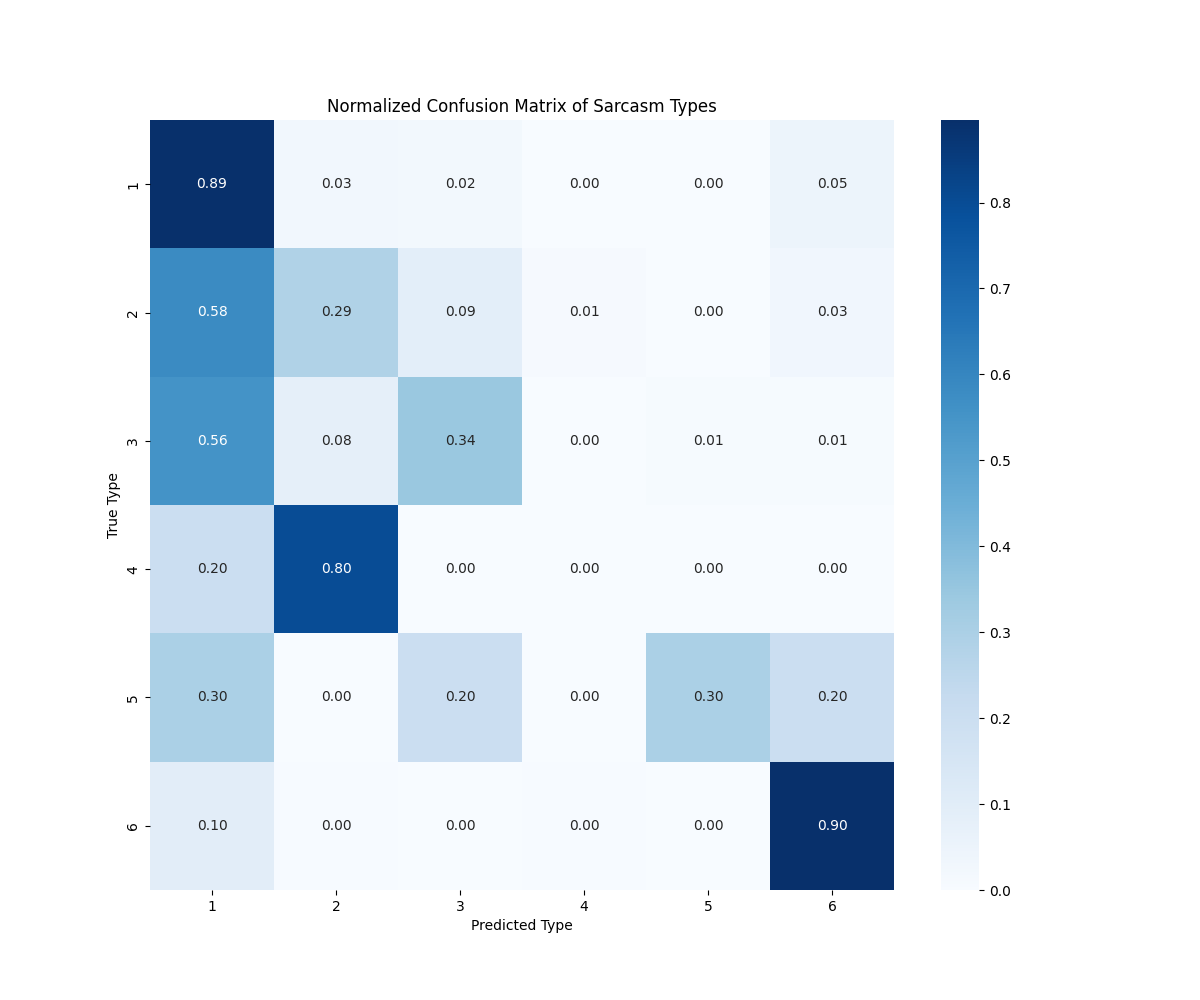 Normalized Confusion Matrix of Sarcasm Types
1 0.89 0.03 0.02 0.00 0.00 0.05
2 0.58 0.29 0.09 0.01 0.00 0.03
3 0.56 0.08 0.34 0.00 0.01 0.01
4 0.20 0.80 0.00 0.00 0.00 0.00
5 0.30 0.00 0.20 0.00 0.30 0.20
6 0.10 0.00 0.00 0.00 0.00 0.90
True Type
1 2 3 4 5 6
Predicted Type
0.8
0.7
0.6
0.5
0.4
0.3
0.2
0.1
0.0